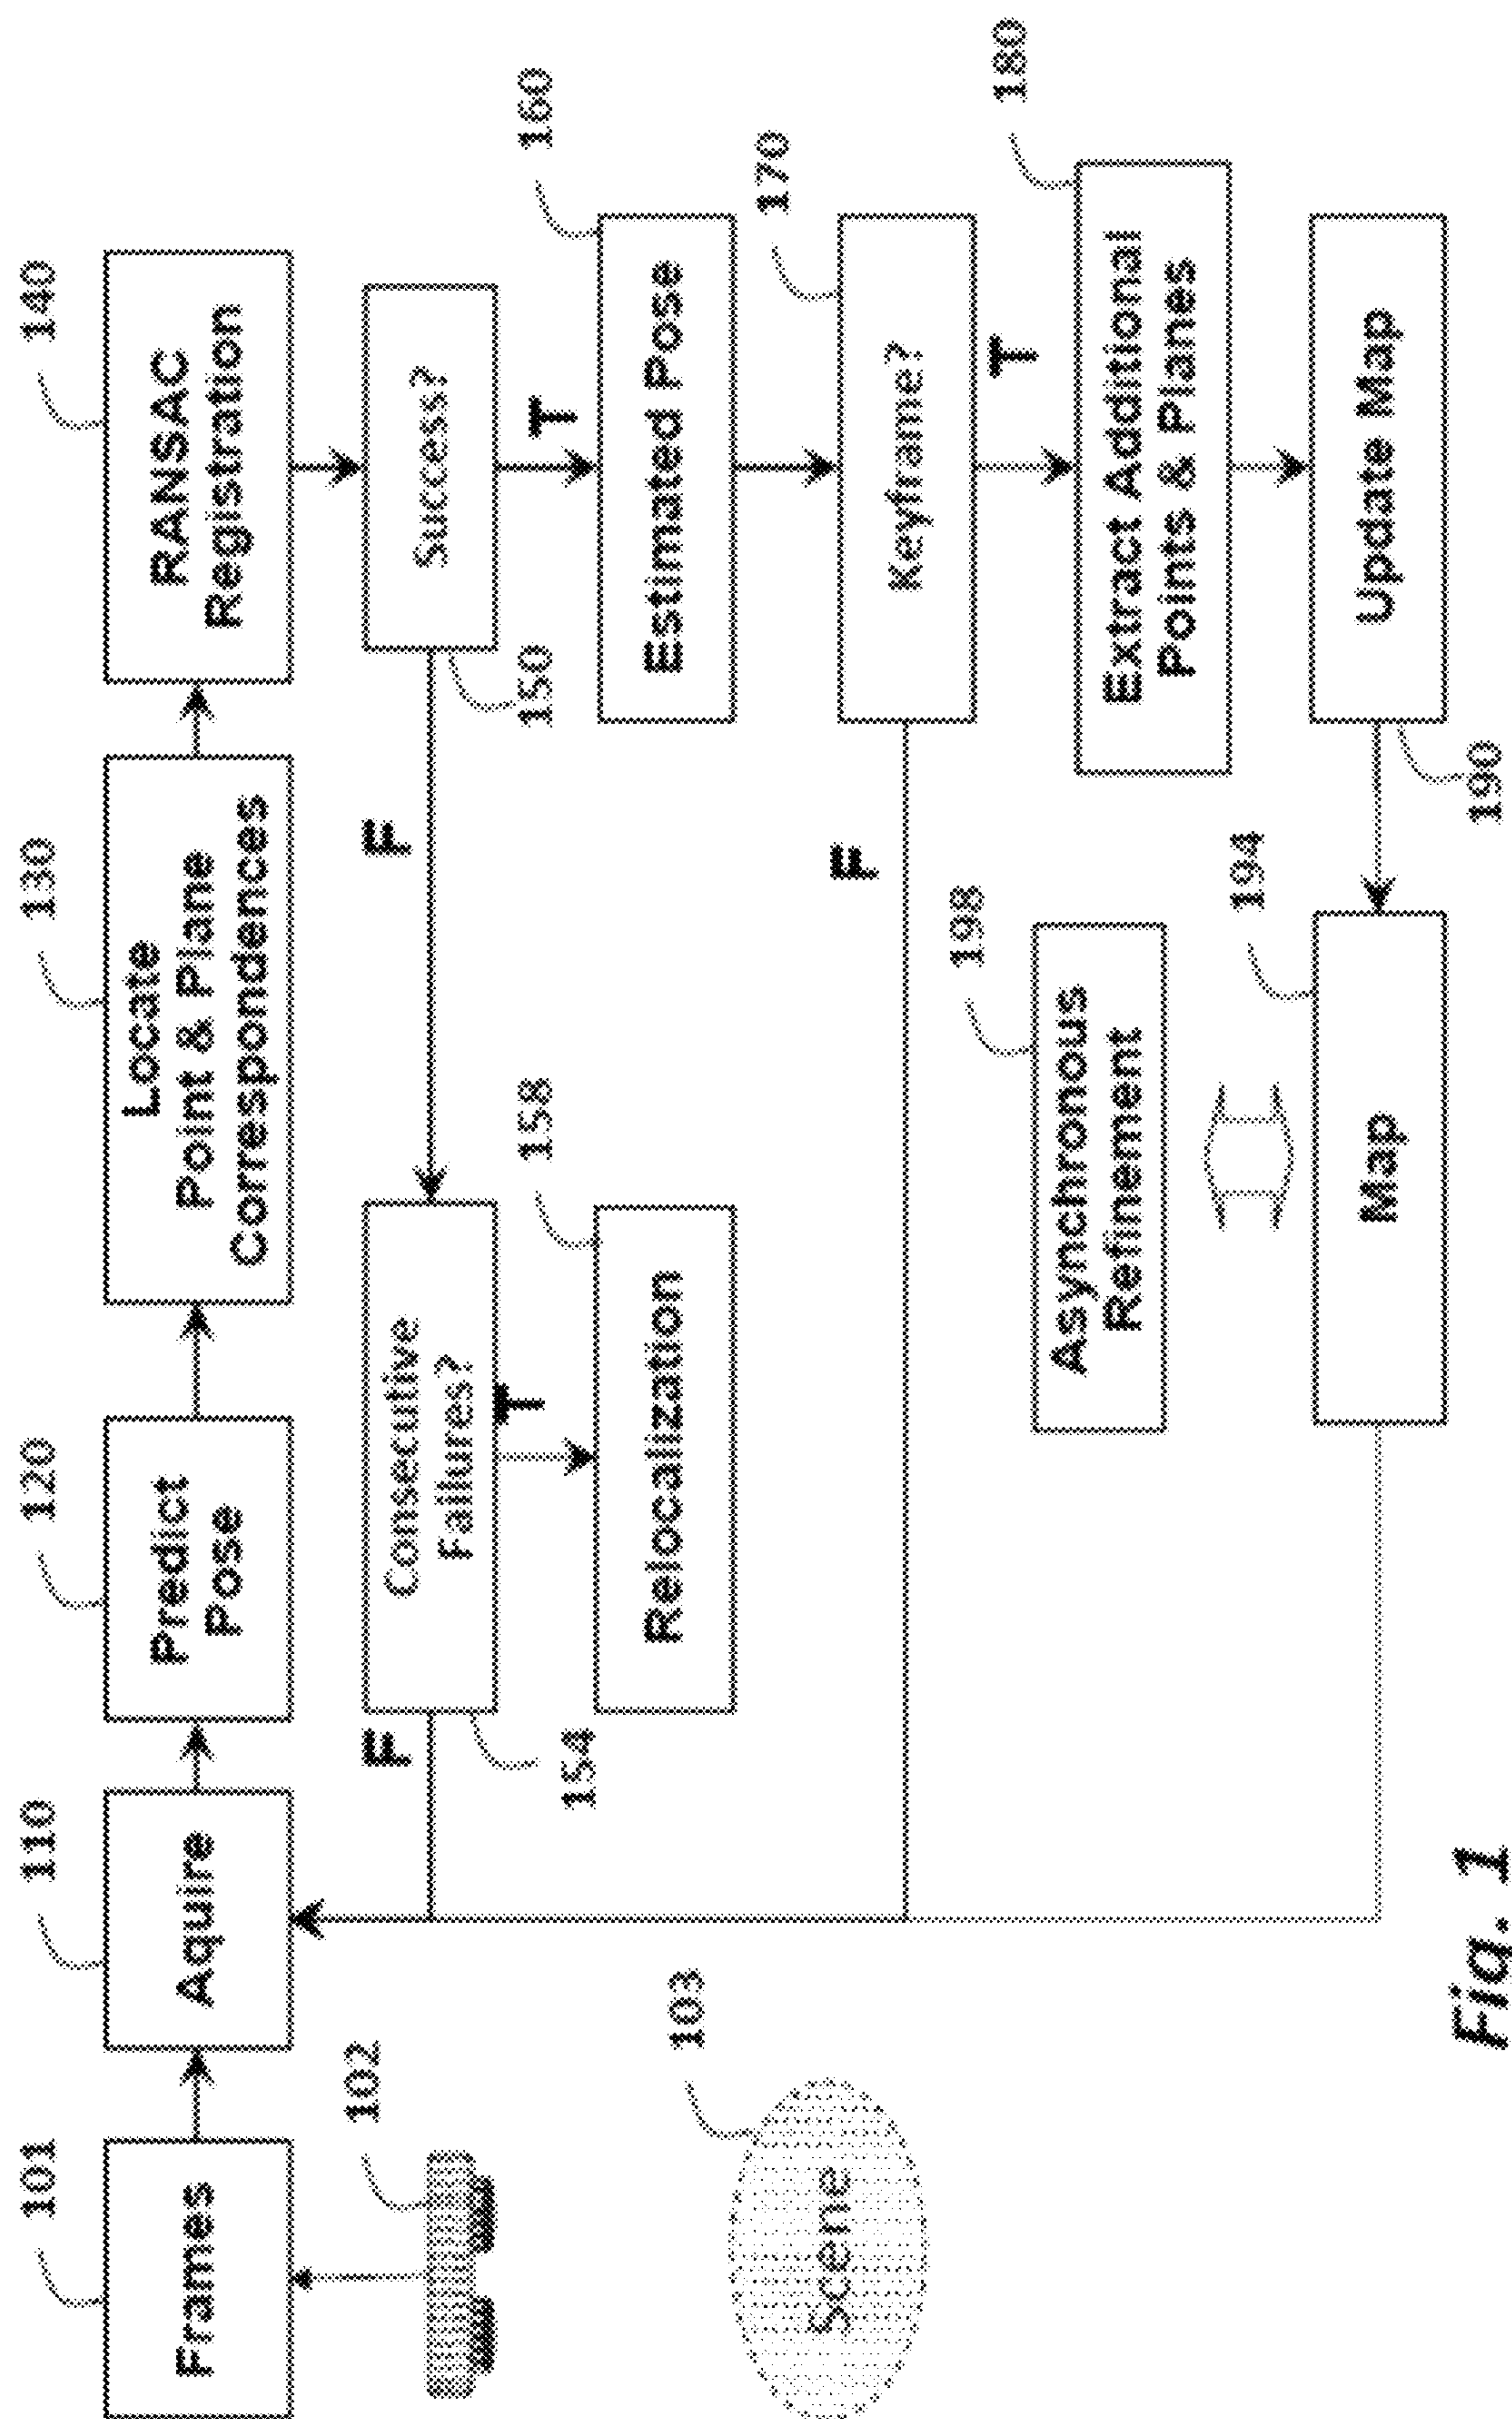 101
110
120
130
140
Frames
Aquire
Predict
Pose
Locate
Point & Plane
Correspondences
RANSAC
Registration
102
F
Consecutive
Failures?
F
Success?
154
T
158
150
T
160
Relocalization
Estimated Pose
103
Scene
170
F
Keyframe?
198
T
180
Asynchronous
Refinement
Extract Additional
Points & Planes
194
Map
Update Map
190
Fig. 1